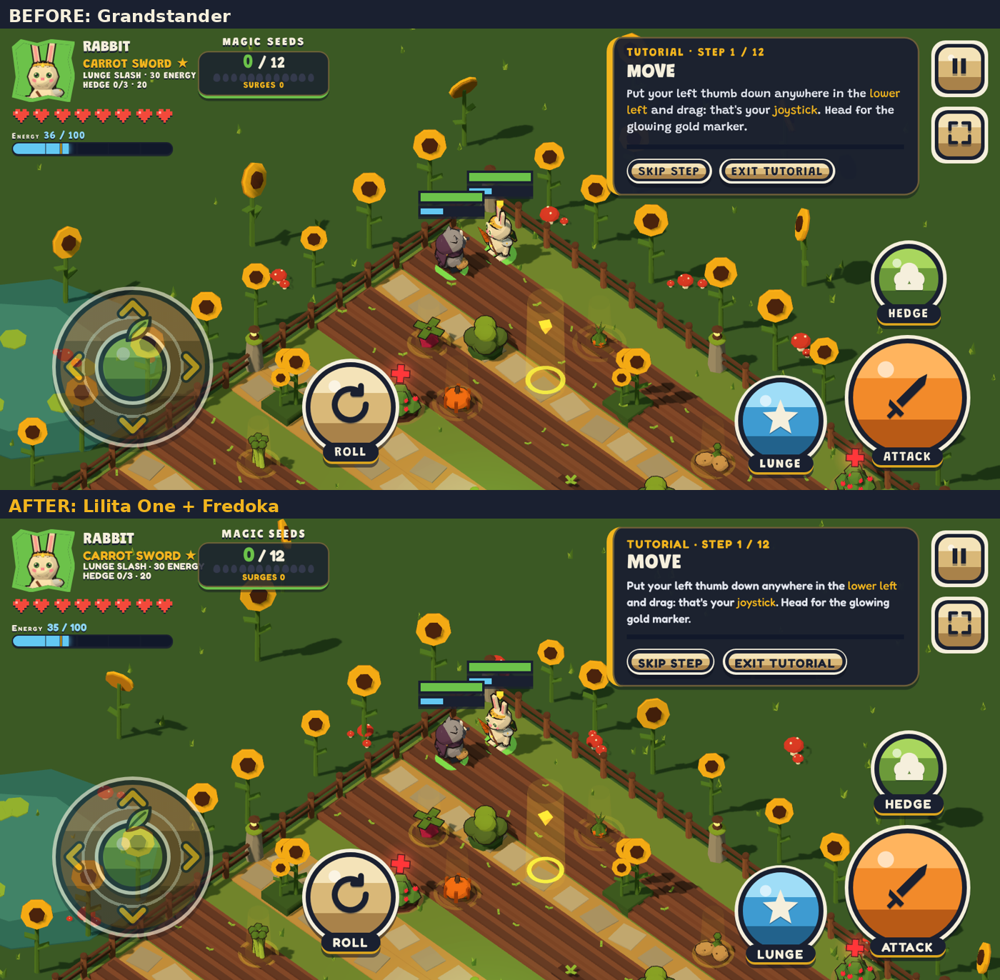 BEFORE: Grandstander
RABBIT
CARROT SWORD ★
LUNGE SLASH · 30 ENERGY
HEDGE 0/3 · 20
ENERGY 36 / 100
MAGIC SEEDS
0 / 12
SURGES 0
TUTORIAL · STEP 1 / 12
MOVE
Put your left thumb down anywhere in the lower
left and drag: that's your joystick. Head for the
glowing gold marker.
SKIP STEP EXIT TUTORIAL
HEDGE
ROLL
LUNGE
ATTACK
AFTER: Lilita One + Fredoka
RABBIT
CARROT SWORD ★
LUNGE SLASH · 30 ENERGY
HEDGE 0/3 · 20
ENERGY 35 / 100
MAGIC SEEDS
0 / 12
SURGES 0
TUTORIAL · STEP 1 / 12
MOVE
Put your left thumb down anywhere in the lower left
and drag: that's your joystick. Head for the glowing
gold marker.
SKIP STEP EXIT TUTORIAL
HEDGE
ROLL
LUNGE
ATTACK